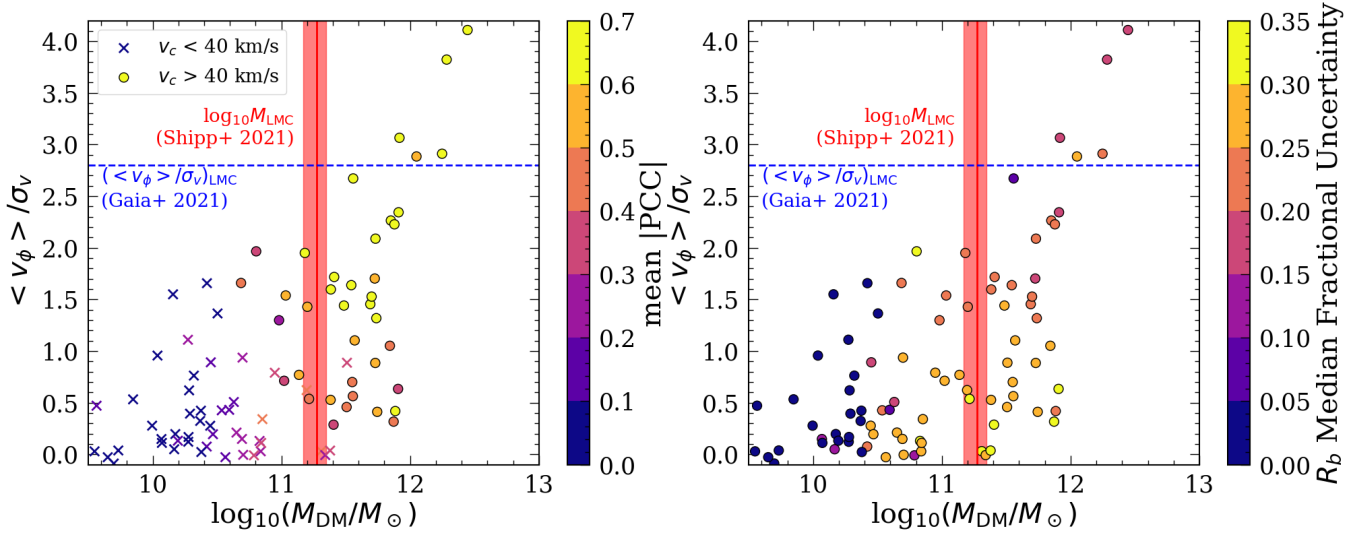 v_c < 40 km/s
v_c > 40 km/s
log₁₀M_LMC
(Shipp+ 2021)
(<v_ϕ>/σ_v)_LMC
(Gaia+ 2021)
<v_ϕ>/σ_v
4.0
3.5
3.0
2.5
2.0
1.5
1.0
0.5
0.0
10
11
12
13
log₁₀(M_DM/M_⊙)
0.7
0.6
0.5
0.4
0.3
0.2
0.1
0.0
mean |PCC|
log₁₀M_LMC
(Shipp+ 2021)
(<v_ϕ>/σ_v)_LMC
(Gaia+ 2021)
<v_ϕ>/σ_v
4.0
3.5
3.0
2.5
2.0
1.5
1.0
0.5
0.0
10
11
12
13
log₁₀(M_DM/M_⊙)
0.35
0.30
0.25
0.20
0.15
0.10
0.05
0.00
R_b Median Fractional Uncertainty